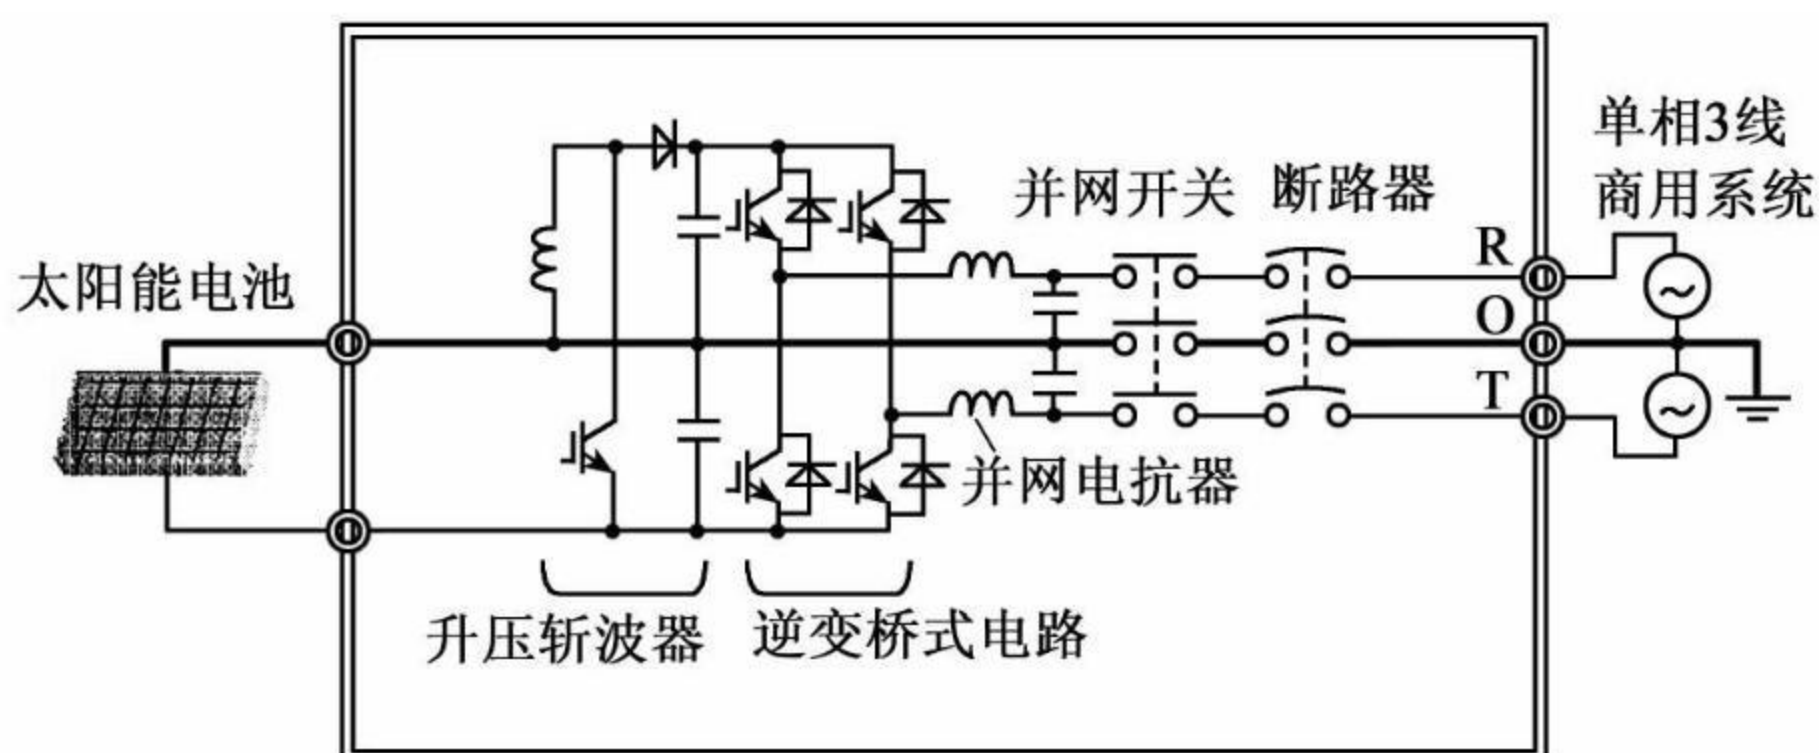 单相3线
商用系统
并网开关
断路器
太阳能电池
R
O
T
并网电抗器
升压斩波器
逆变桥式电路